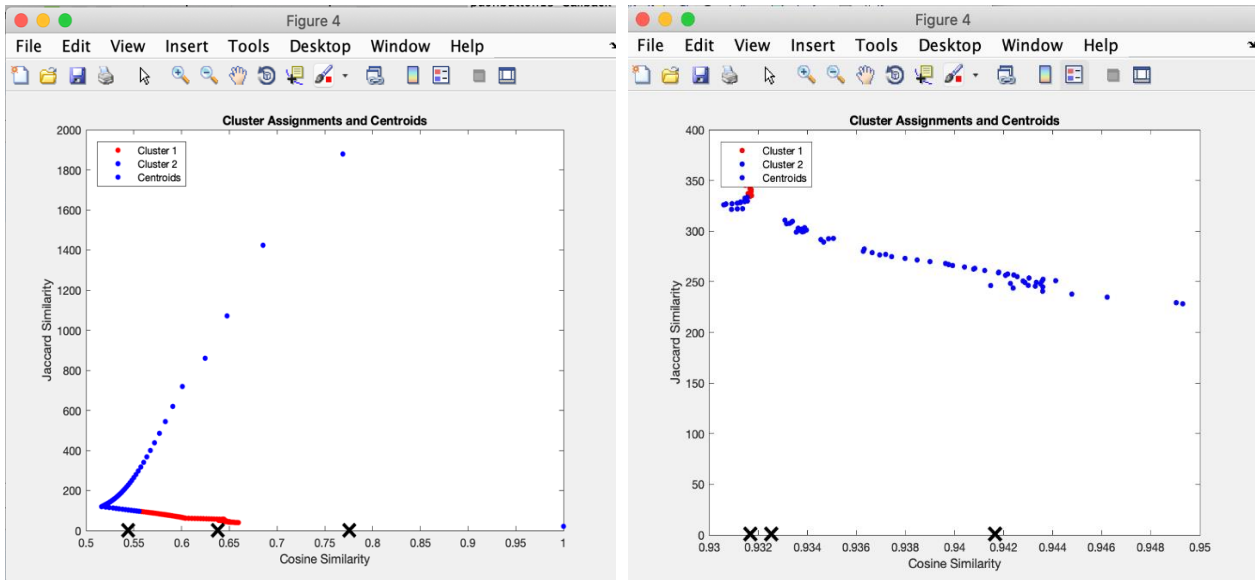 Figure 4
File Edit View Insert Tools Desktop Window Help
Cluster Assignments and Centroids
Cluster 1
Cluster 2
Centroids
2000
1800
1600
1400
1200
1000
800
600
400
200
0
Jaccard Similarity
0.5 0.55 0.6 0.65 0.7 0.75 0.8 0.85 0.9 0.95 1
Cosine Similarity
Figure 4
File Edit View Insert Tools Desktop Window Help
Cluster Assignments and Centroids
Cluster 1
Cluster 2
Centroids
400
350
300
250
200
150
100
50
0
Jaccard Similarity
0.93 0.932 0.934 0.936 0.938 0.94 0.942 0.944 0.946 0.948 0.95
Cosine Similarity